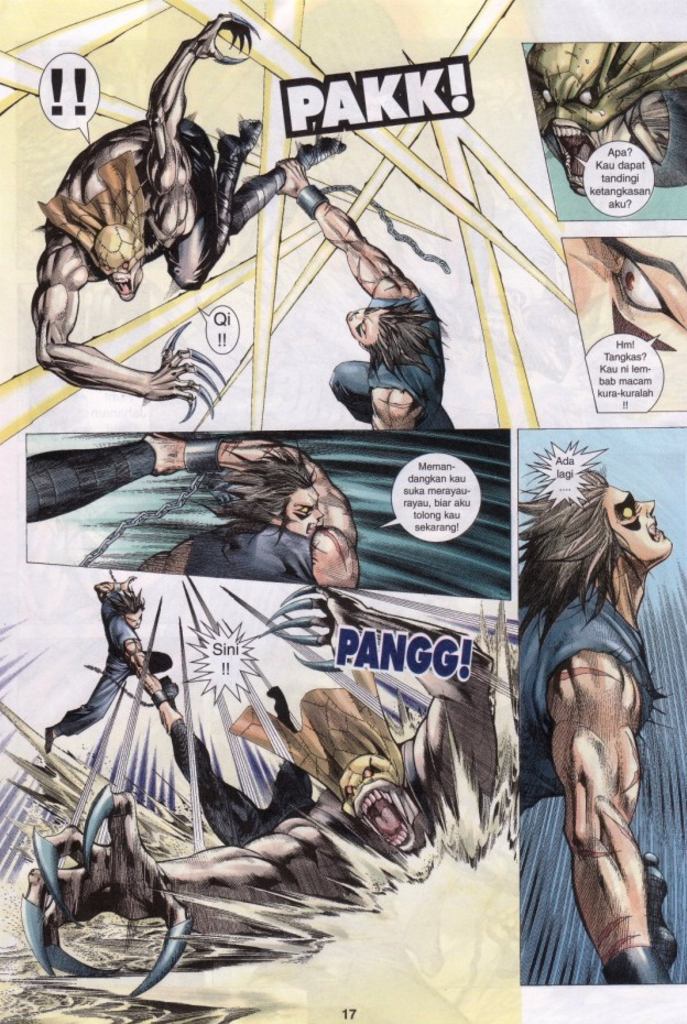 !!
PAKK!
Qi
!!
Apa?
Kau dapat
tandingi
ketangkasan
aku?
Hm!
Tangkas?
Kau ni lem-
bab macam
kura-kuralah
!!
Meman-
dangkan kau
suka merayau-
rayau, biar aku
tolong kau
sekarang!
Ada
lagi
....
Sini
!!
PANGG!
17